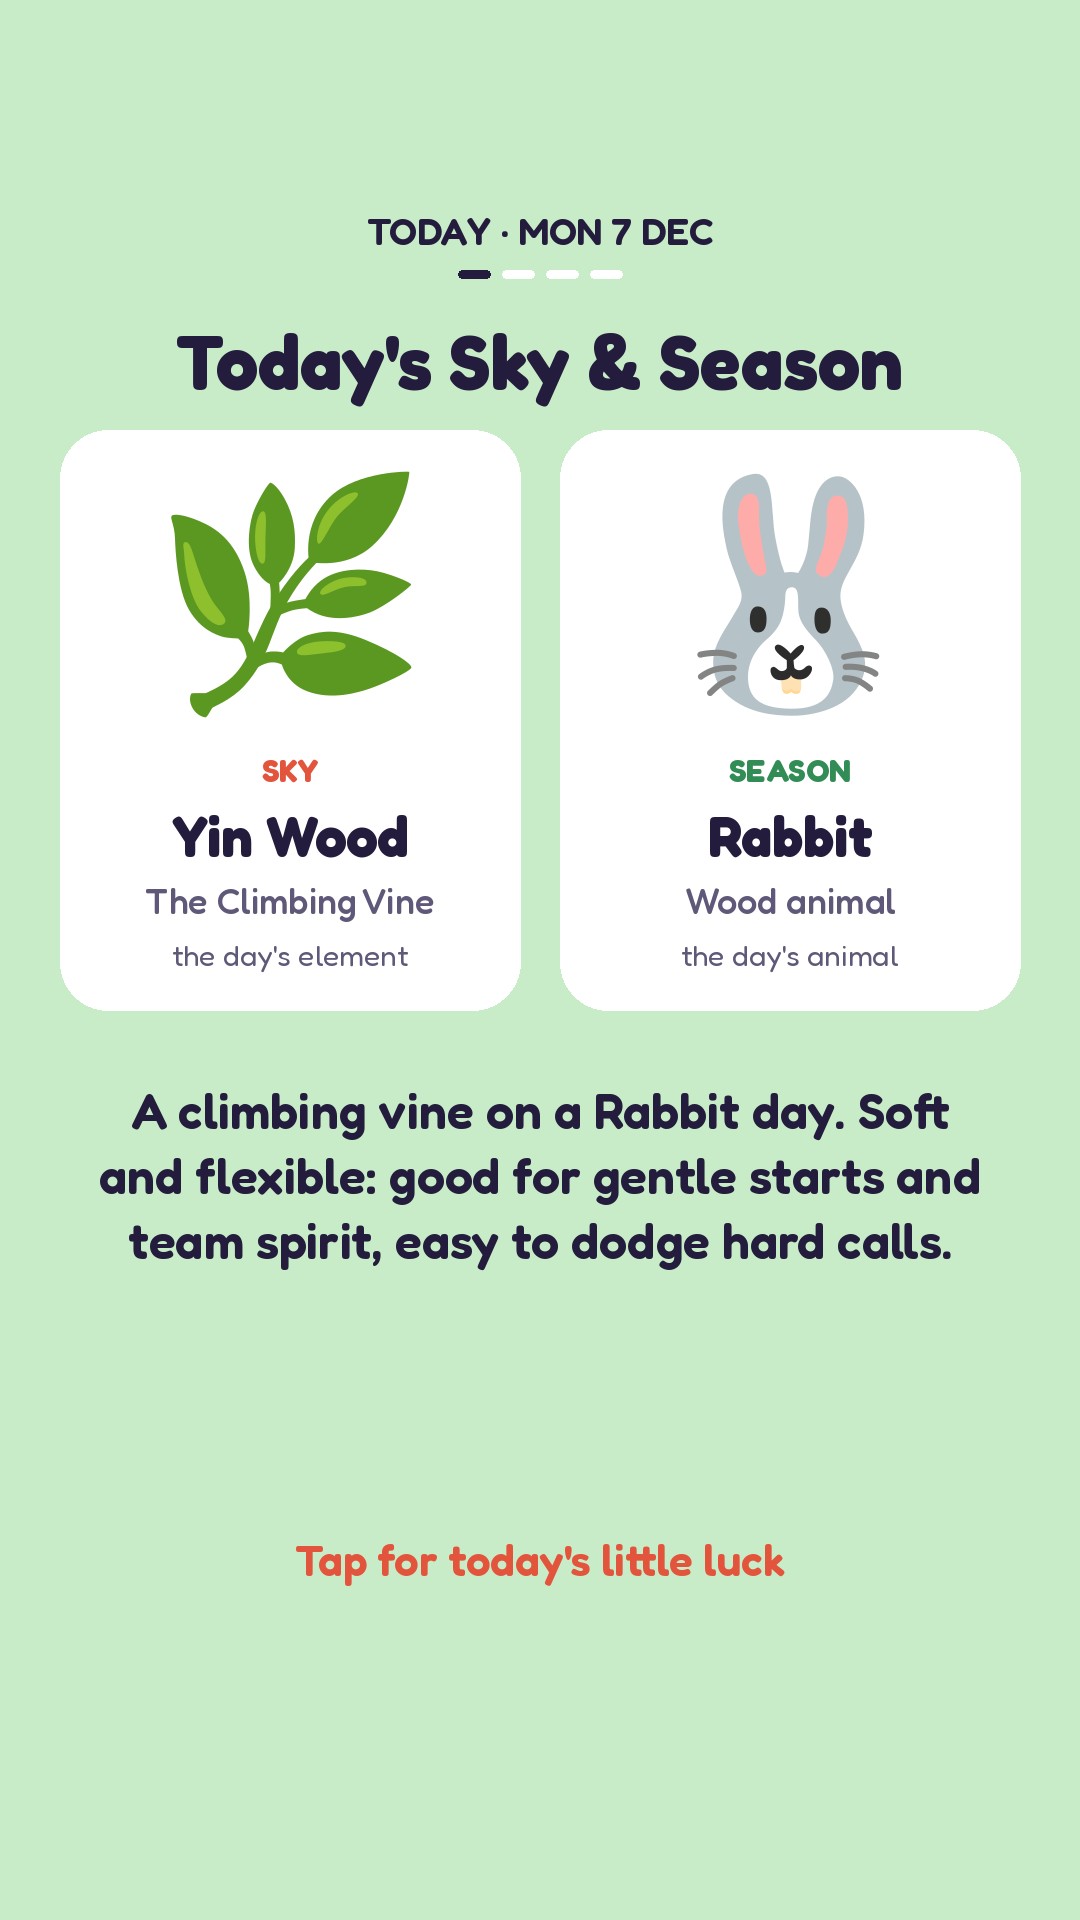 TODAY · MON 7 DEC
Today's Sky & Season
SKY
Yin Wood
The Climbing Vine
the day's element
SEASON
Rabbit
Wood animal
the day's animal
A climbing vine on a Rabbit day. Soft
and flexible: good for gentle starts and
team spirit, easy to dodge hard calls.
Tap for today's little luck